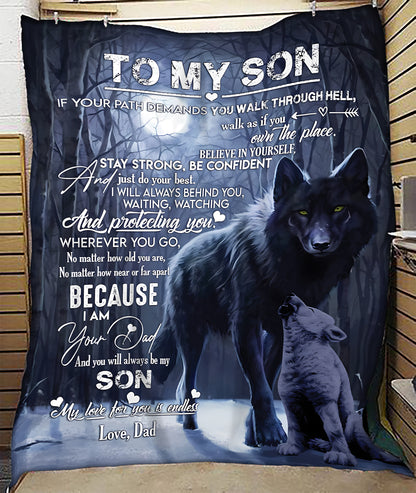 TO MY SON
IF YOUR PATH DEMANDS YOU WALK THROUGH HELL,
walk as if you
own the place.
BELIEVE IN YOURSELF,
STAY STRONG, BE CONFIDENT
And just do your best.
I WILL ALWAYS BEHIND YOU,
WAITING, WATCHING
And protecting you.
WHEREVER YOU GO,
No matter how old you are,
No matter how near or far apart
BECAUSE
I AM
Your Dad
And you will always be my
SON
My love for you is endless
Love, Dad